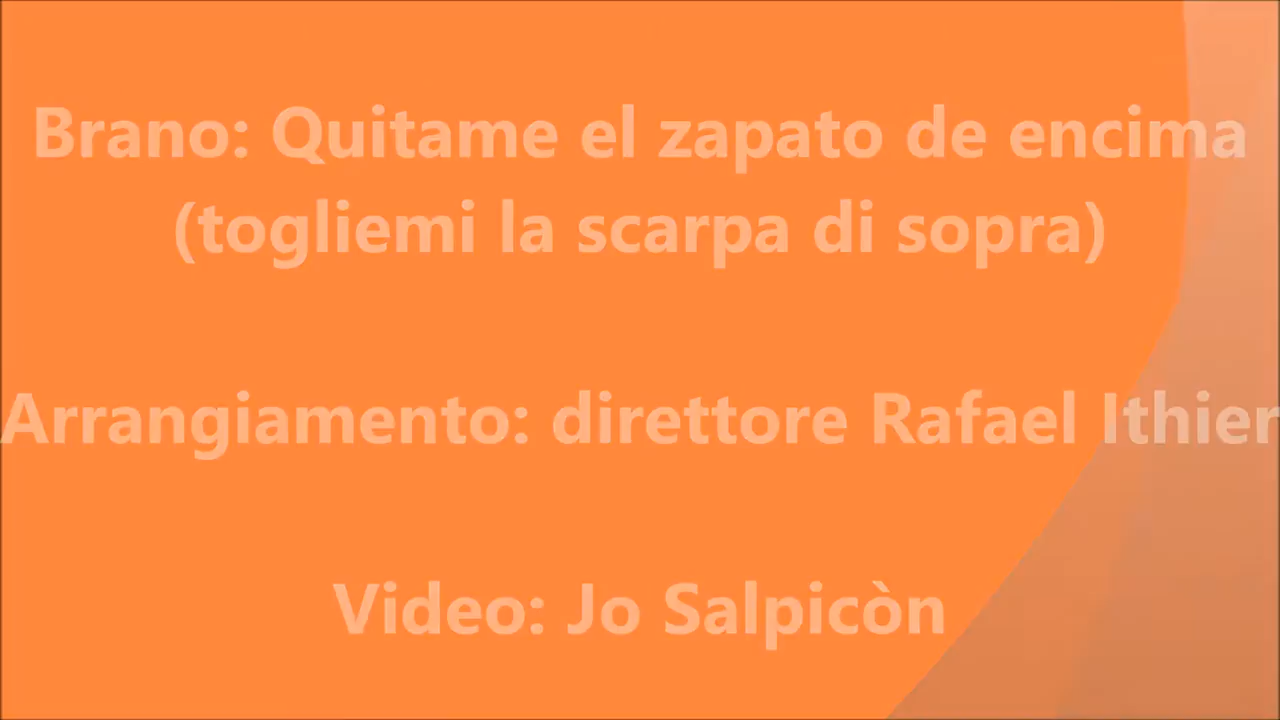 Brano: Quitame el zapato de encima
(togliemi la scarpa di sopra)
Arrangiamento: direttore Rafael Ithier
Video: Jo Salpicòn